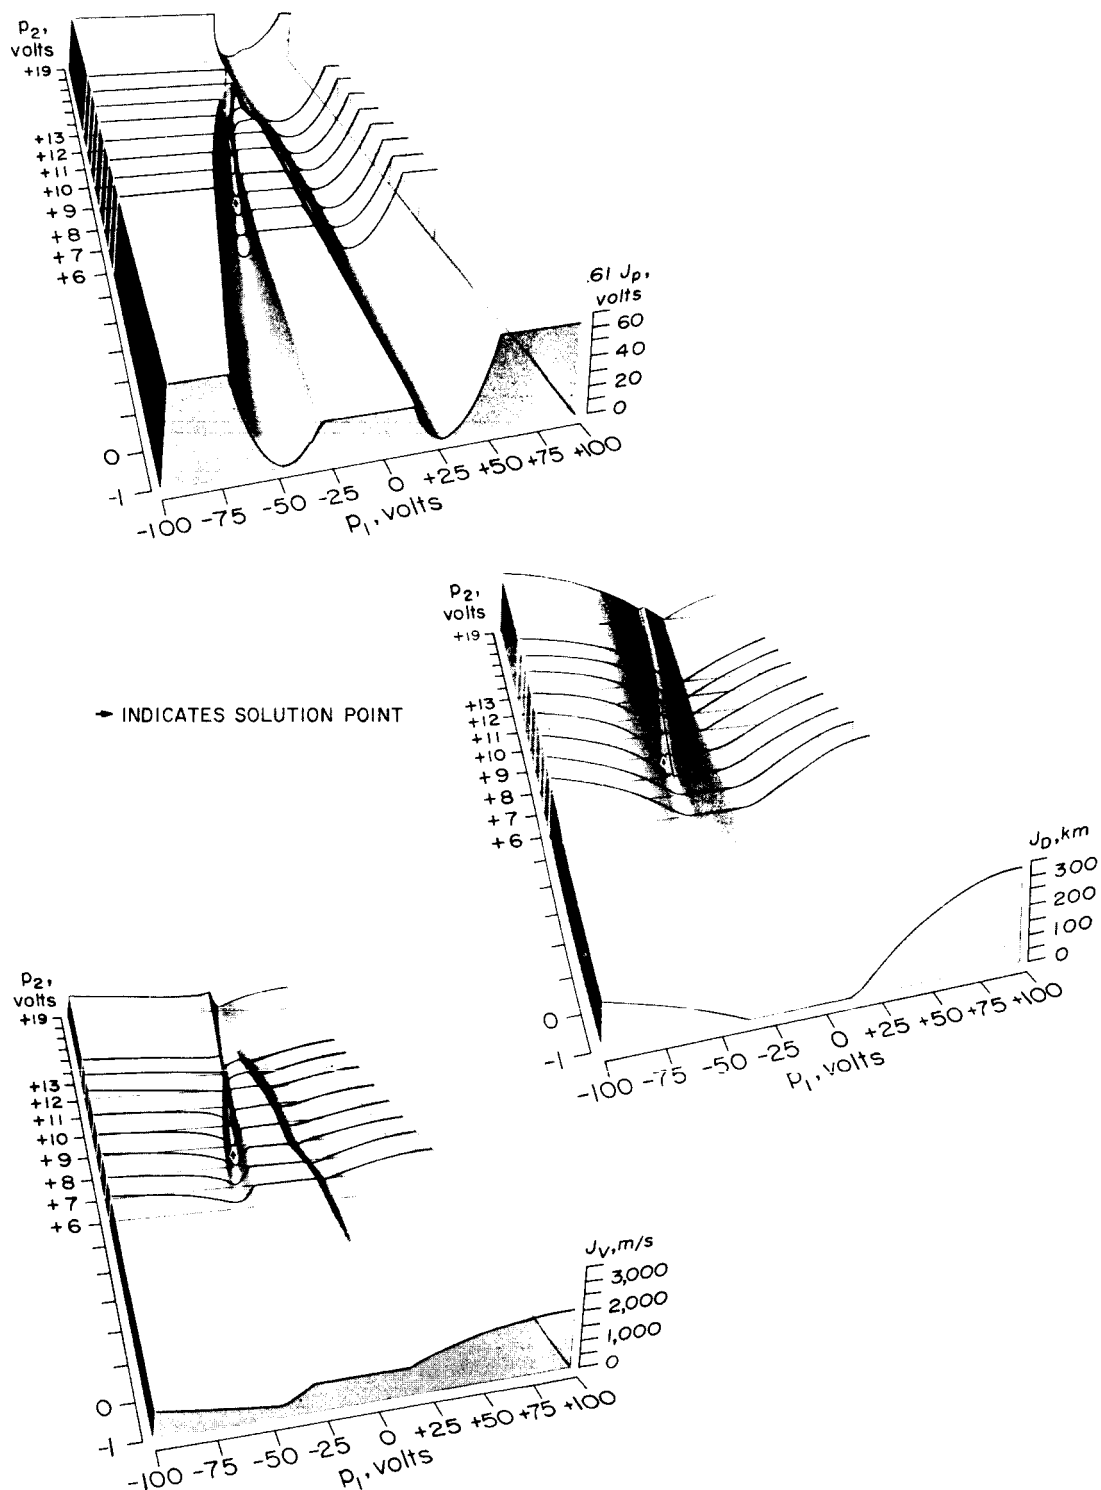 p2,
volts
+19
+13
+12
+11
+10
+9
+8
+7
+6
0
-1
-100 -75 -50 -25 0 +25 +50 +75 +100
p1, volts
.61 Jp,
volts
60
40
20
0
INDICATES SOLUTION POINT
p2,
volts
+19
+13
+12
+11
+10
+9
+8
+7
+6
0
-1
-100 -75 -50 -25 0 +25 +50 +75 +100
p1, volts
JD, km
300
200
100
0
p2,
volts
+19
+13
+12
+11
+10
+9
+8
+7
+6
0
-1
-100 -75 -50 -25 0 +25 +50 +75 +100
p1, volts
JV, m/s
3,000
2,000
1,000
0